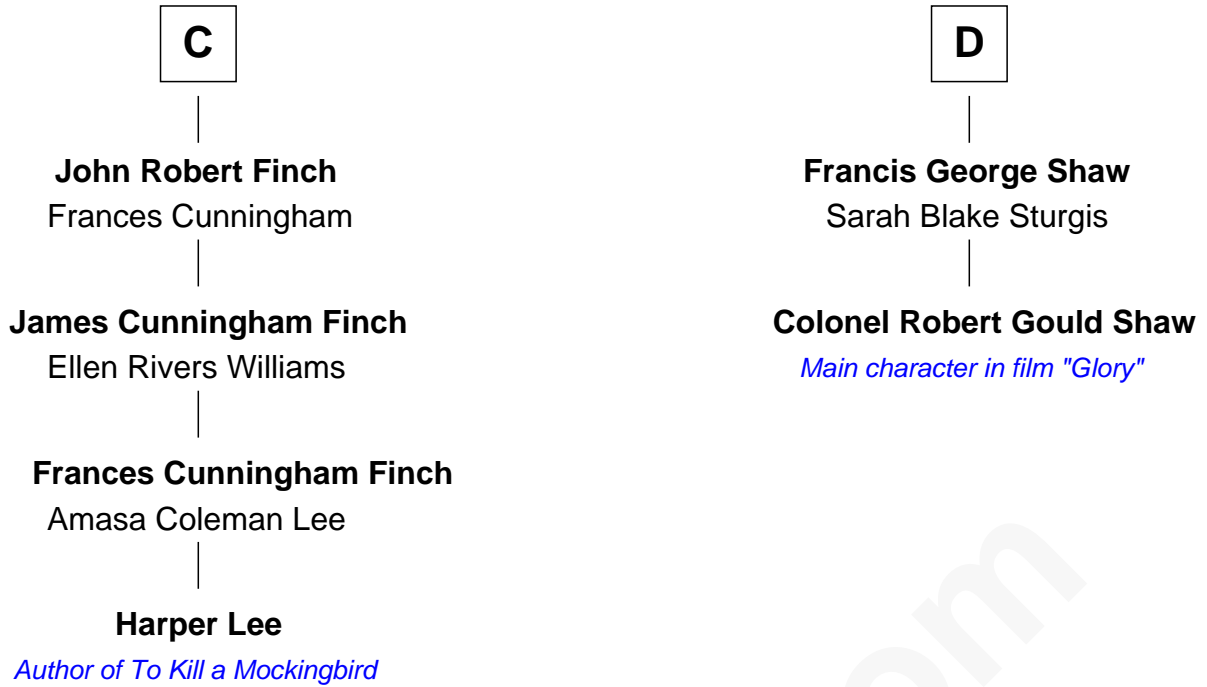 C
John Robert Finch
Frances Cunningham
James Cunningham Finch
Ellen Rivers Williams
Frances Cunningham Finch
Amasa Coleman Lee
Harper Lee
Author of To Kill a Mockingbird
D
Francis George Shaw
Sarah Blake Sturgis
Colonel Robert Gould Shaw
Main character in film "Glory"
om